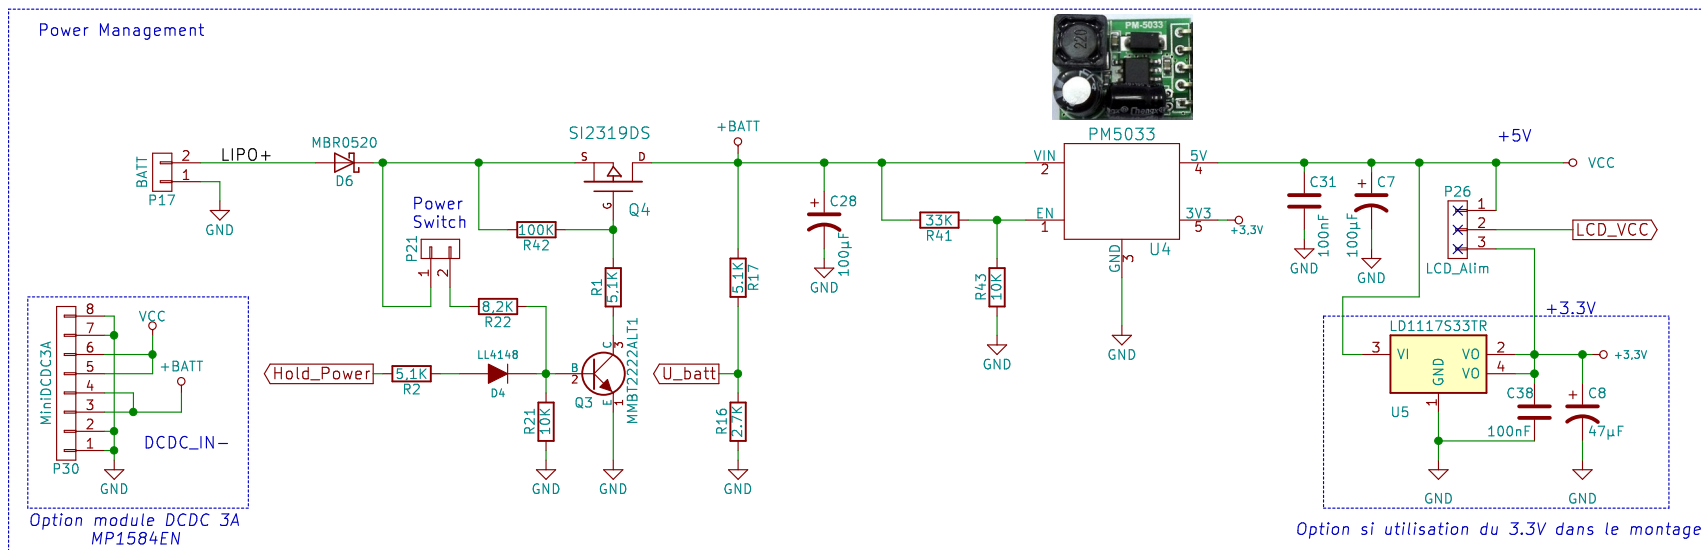 Power Management
PM-5033
220
PM5033
+5V
SI2319DS
+BATT
MBR0520
LIPO+
D6
BATT
2
1
P17
GND
S
D
G
Q4
100K
R42
Power
Switch
P21
1
2
8,2K
R22
R1
5,1K
5.1K
R17
C28
+
100µF
GND
33K
R41
R43
10K
GND
VIN
2
EN
1
5V
4
3V3
5
+3,3V
GND
3
U4
GND
C31
100nF
GND
C7
+
100µF
GND
VCC
P26
1
2
3
LCD_Alim
LCD_VCC
+3.3V
LD1117S33TR
3
VI
GND
VO
2
VO
4
1
U5
+3,3V
C38
100nF
C8
+
47µF
GND
GND
Option si utilisation du 3.3V dans le montage
MiniDCDC3A
8
7
6
5
4
3
2
1
P30
VCC
+BATT
DCDC_IN-
GND
Option module DCDC 3A
MP1584EN
Hold_Power
5,1K
R2
LL4148
D4
B
2
C
3
E
1
Q3
MMBT2222ALT1
R21
10K
GND
GND
U_batt
R16
2.7K
GND